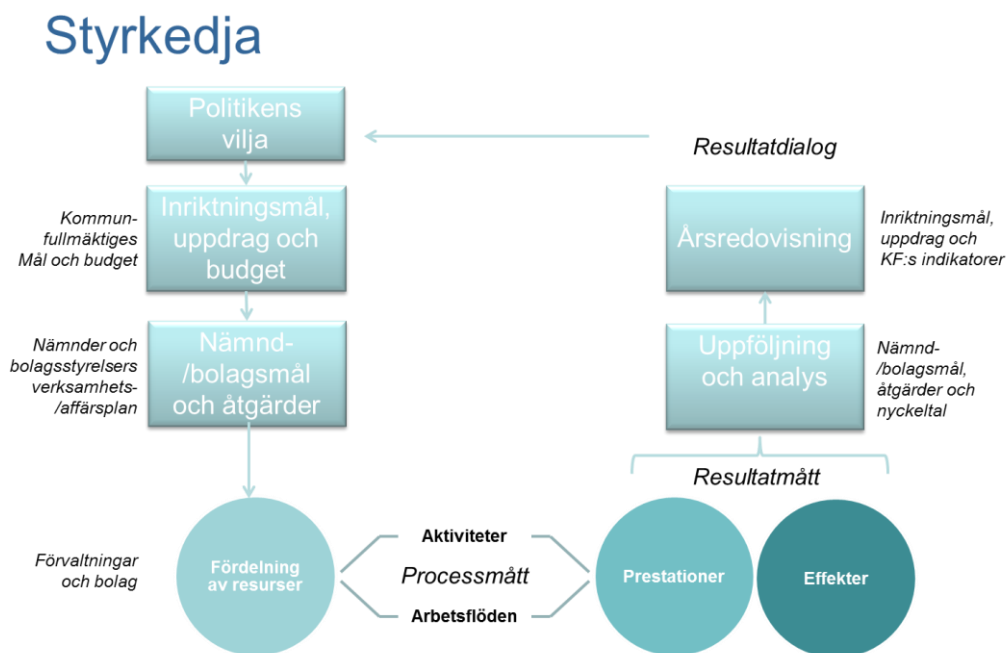 Styrkedja
Politikens
vilja
Resultatdialog
Kommun-
fullmäktiges
Mål och budget
Inriktningsmål,
uppdrag och
budget
Årsredovisning
Inriktningsmål,
uppdrag och
KF:s indikatorer
Nämnder och
bolagsstyrelsers
verksamhets-
/affärsplan
Nämnd-
/bolagsmål
och åtgärder
Uppföljning
och analys
Nämnd-
/bolagsmål,
åtgärder och
nyckeltal
Resultatmått
Förvaltningar
och bolag
Fördelning
av resurser
Aktiviteter
Processmått
Arbetsflöden
Prestationer
Effekter